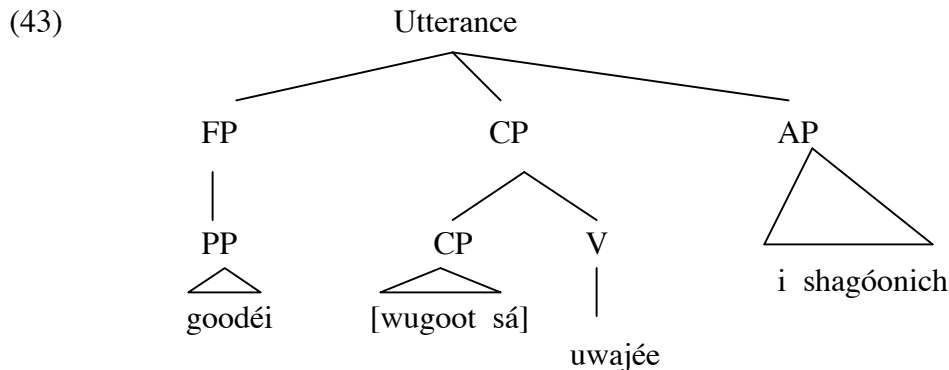 (43) Utterance
FP CP AP
PP CP V
i shagóonich
goodéi [wugoot sá]
uwajée